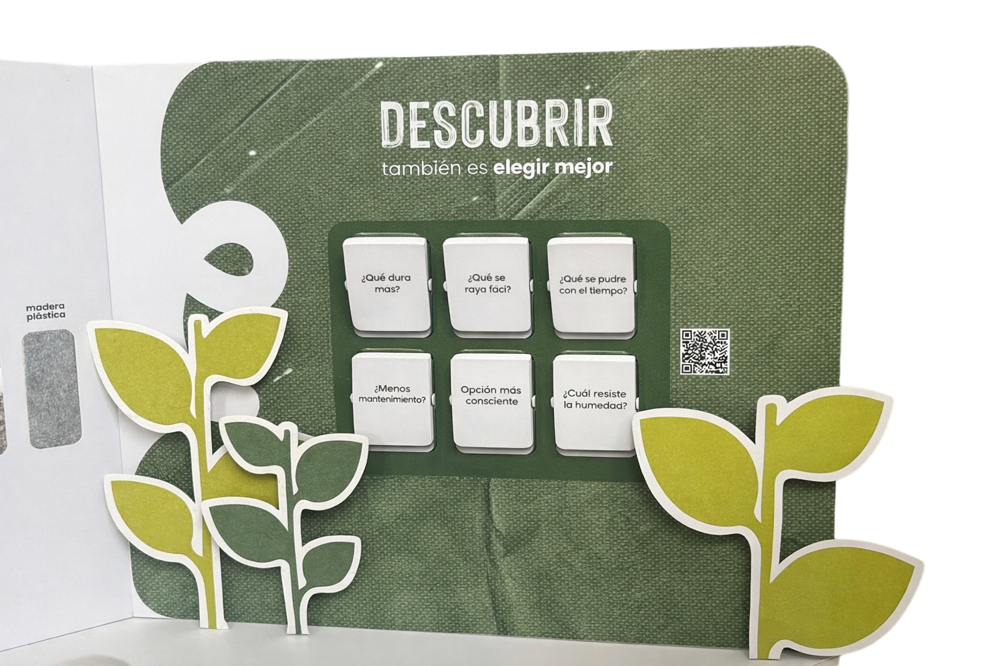 DESCUBRIR
también es elegir mejor
¿Qué dura
mas?
¿Qué se
raya fáci?
¿Qué se pudre
con el tiempo?
¿Menos
mantenimiento?
Opción más
consciente
¿Cuál resiste
la humedad?
madera
plástica